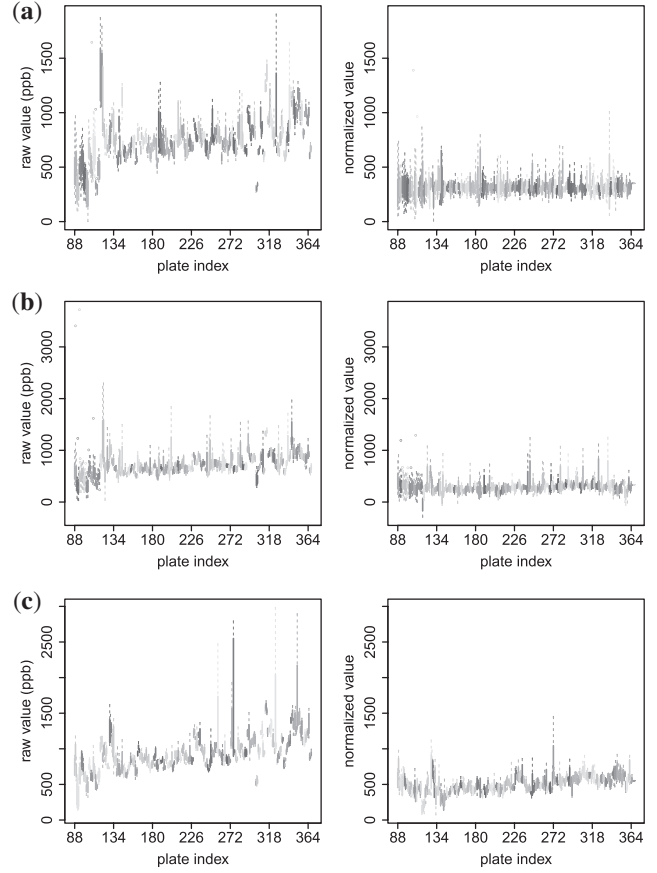 (a)
raw value (ppb)
0 500 1000 1500
88 134 180 226 272 318 364
plate index
normalized value
0 500 1000 1500
88 134 180 226 272 318 364
plate index
(b)
raw value (ppb)
0 1000 2000 3000
88 134 180 226 272 318 364
plate index
normalized value
0 1000 2000 3000
88 134 180 226 272 318 364
plate index
(c)
raw value (ppb)
0 500 1500 2500
88 134 180 226 272 318 364
plate index
normalized value
0 500 1500 2500
88 134 180 226 272 318 364
plate index